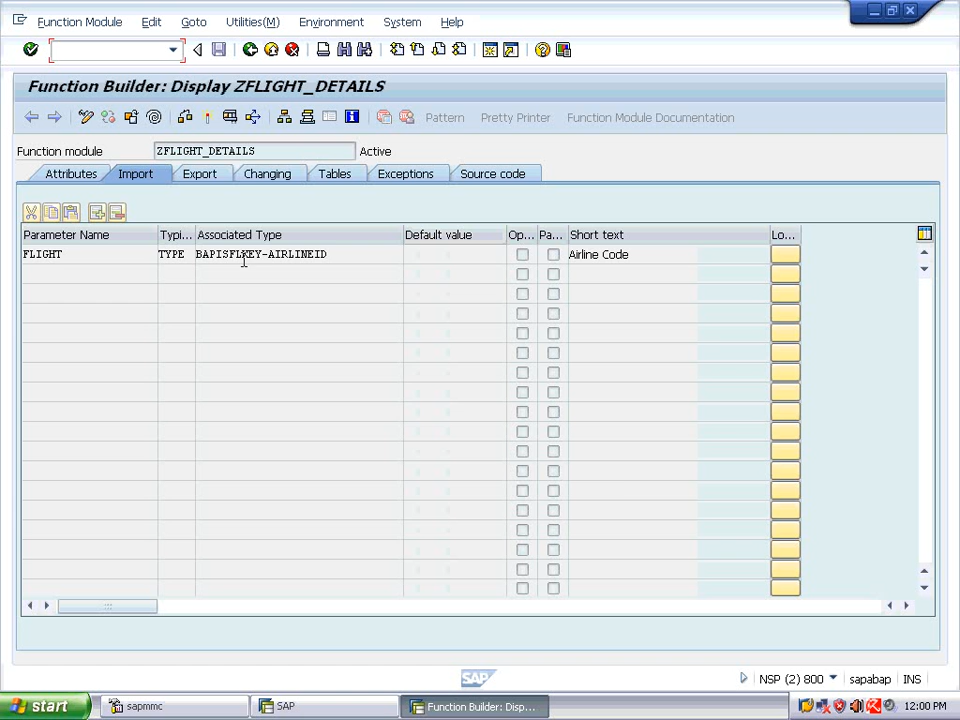 Function Module Edit Goto Utilities(M) Environment System Help
Function Builder: Display ZFLIGHT_DETAILS
Pattern Pretty Printer Function Module Documentation
Function module ZFLIGHT_DETAILS Active
Attributes Import Export Changing Tables Exceptions Source code
Parameter Name Typi... Associated Type Default value Op... Pa... Short text Lo...
FLIGHT TYPE BAPISFLKEY-AIRLINEID Airline Code
SAP
NSP (2) 800 sapabap INS
start sapmmc SAP Function Builder: Disp... 12:00 PM